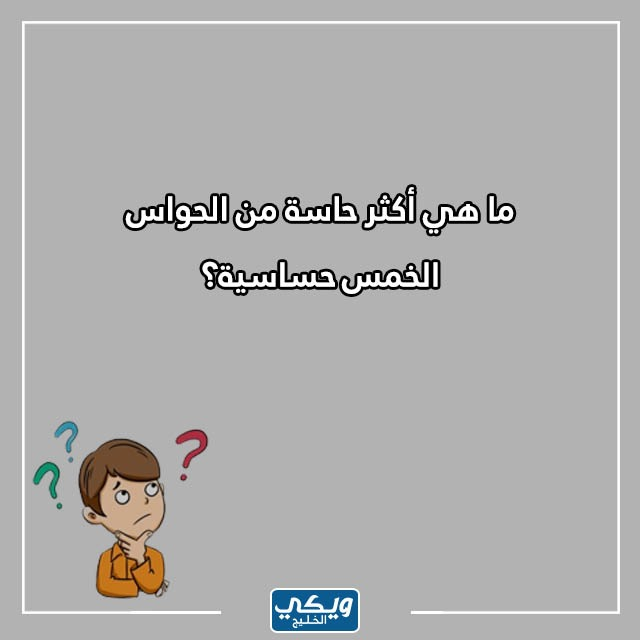 ما هي أكثر حاسة من الحواس
الخمس حساسية؟
؟
؟
؟
ويكي
الخليج